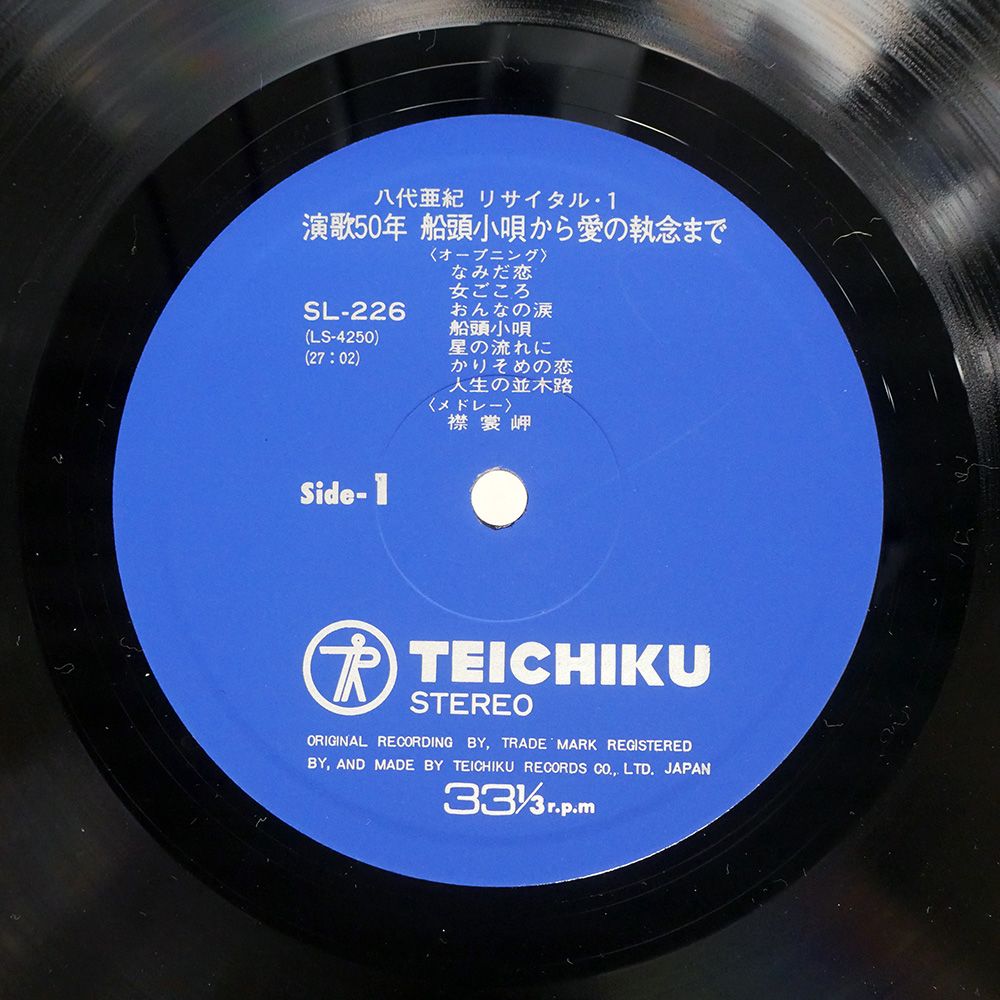 八代亜紀 リサイタル・1
演歌50年 船頭小唄から愛の執念まで
〈オープニング〉
なみだ恋
女ごころ
おんなの涙
船頭小唄
星の流れに
かりそめの恋
人生の並木路
〈メドレー〉
襟裳岬
SL-226
(LS-4250)
(27:02)
Side-1
TEICHIKU
STEREO
ORIGINAL RECORDING BY, TRADE MARK REGISTERED
BY, AND MADE BY TEICHIKU RECORDS CO., LTD. JAPAN
33⅓ r.p.m